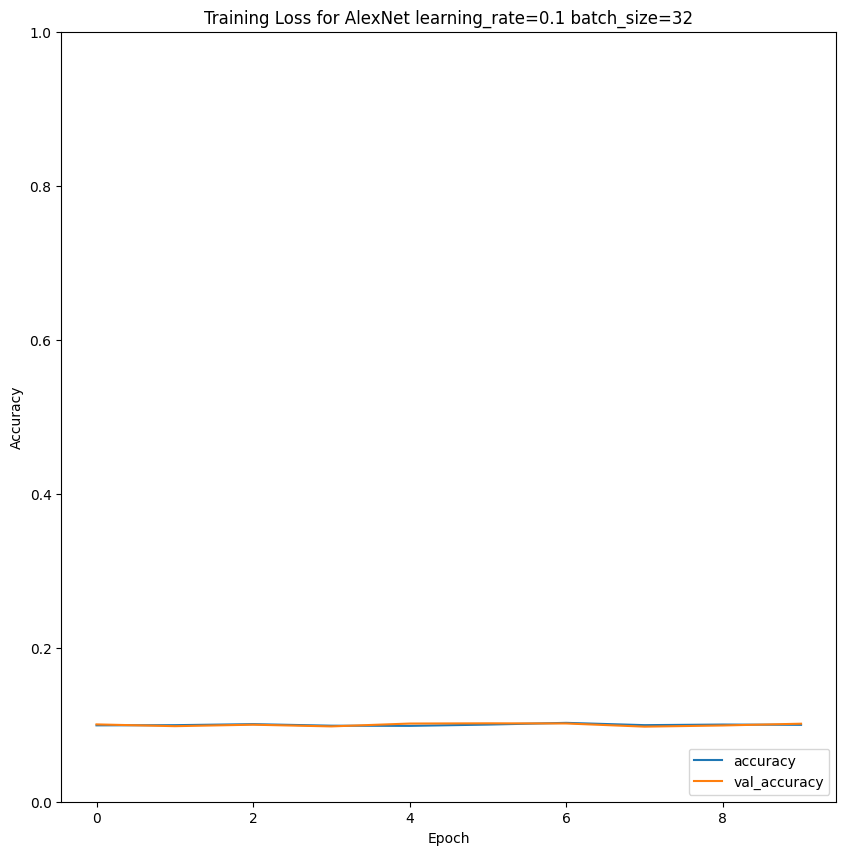 Training Loss for AlexNet learning_rate=0.1 batch_size=32
1.0
0.8
0.6
0.4
0.2
0.0
Accuracy
0 2 4 6 8
Epoch
accuracy
val_accuracy